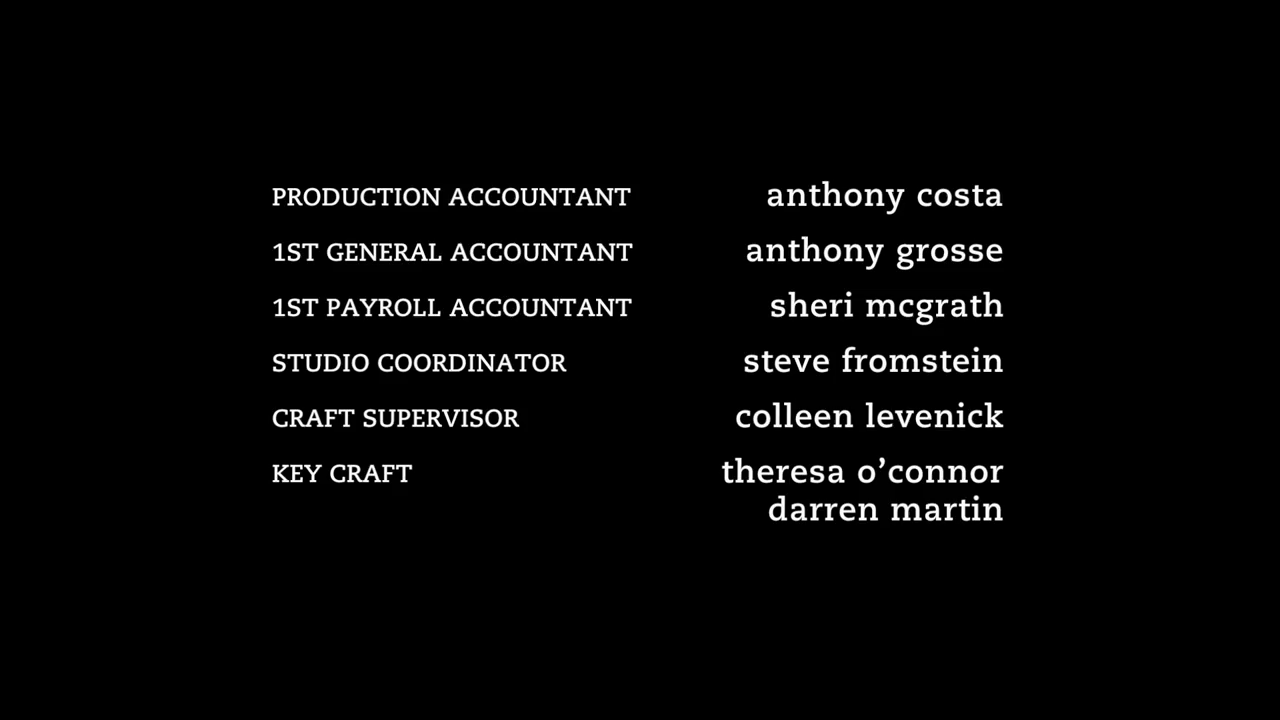 PRODUCTION ACCOUNTANT anthony costa
1ST GENERAL ACCOUNTANT anthony grosse
1ST PAYROLL ACCOUNTANT sheri mcgrath
STUDIO COORDINATOR steve fromstein
CRAFT SUPERVISOR colleen levenick
KEY CRAFT theresa o’connor
darren martin